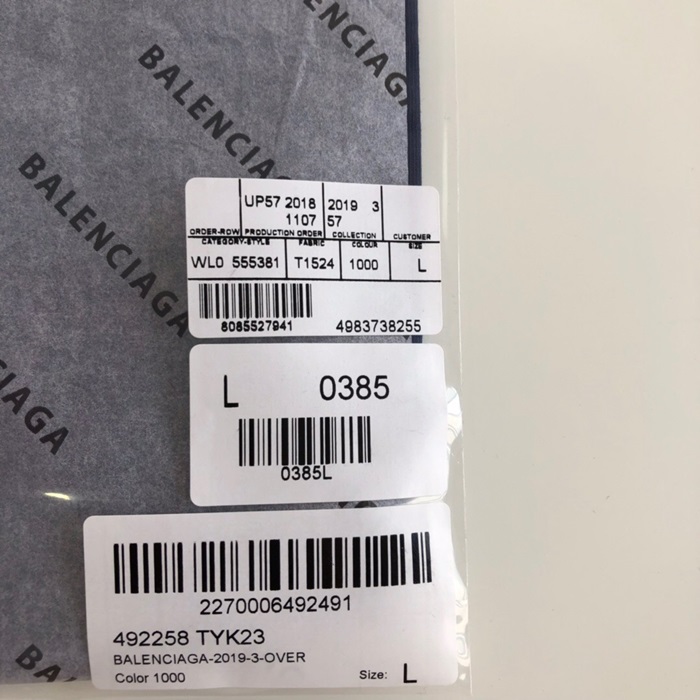 BALENCIAGA
BALENCIAGA
BALENCIAGA
CIAGA
BAL
UP57 2018 2019 3
1107 57
ORDER-ROW PRODUCTION ORDER COLLECTION CUSTOMER
CATEGORY-STYLE FABRIC COLOUR SIZE
WL0 555381 T1524 1000 L
8085527941 4983738255
L 0385
0385L
2270006492491
492258 TYK23
BALENCIAGA-2019-3-OVER
Color 1000 Size: L